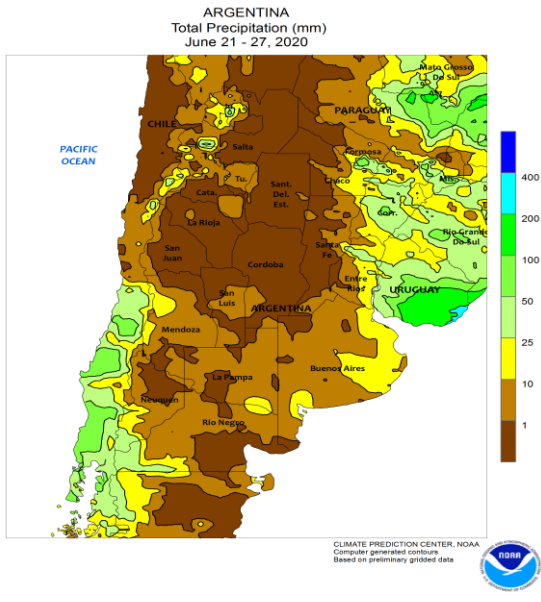 ARGENTINA
Total Precipitation (mm)
June 21 - 27, 2020
Mato Grosso
Do Sul
PARAGUAY
CHILE
PACIFIC
OCEAN
Salta
Formosa
Tu.
Chaco
Mis.
Cata.
Sant.
Del.
Est.
Corr.
La Rioja
Rio Grande
Do Sul
San
Juan
Santa
Fe
Cordoba
Entre
Rios
URUGUAY
San
Luis
ARGENTINA
Mendoza
Buenos Aires
La Pampa
Neuquen
Rio Negro
400
200
100
50
25
10
1
CLIMATE PREDICTION CENTER, NOAA
Computer generated contours
Based on preliminary gridded data
NOAA